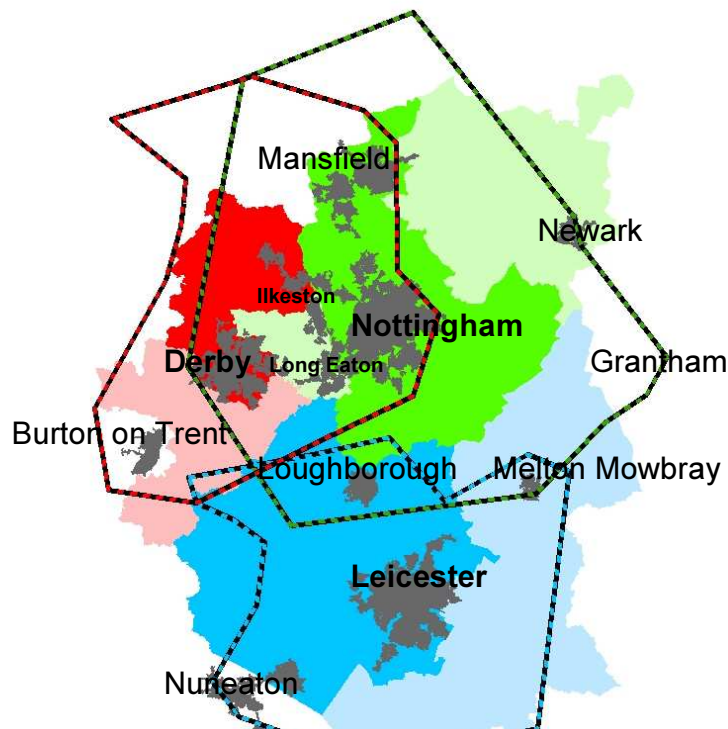 Mansfield
Newark
Ilkeston
Nottingham
Derby
Long Eaton
Grantham
Burton on Trent
Loughborough
Melton Mowbray
Leicester
Nuneaton